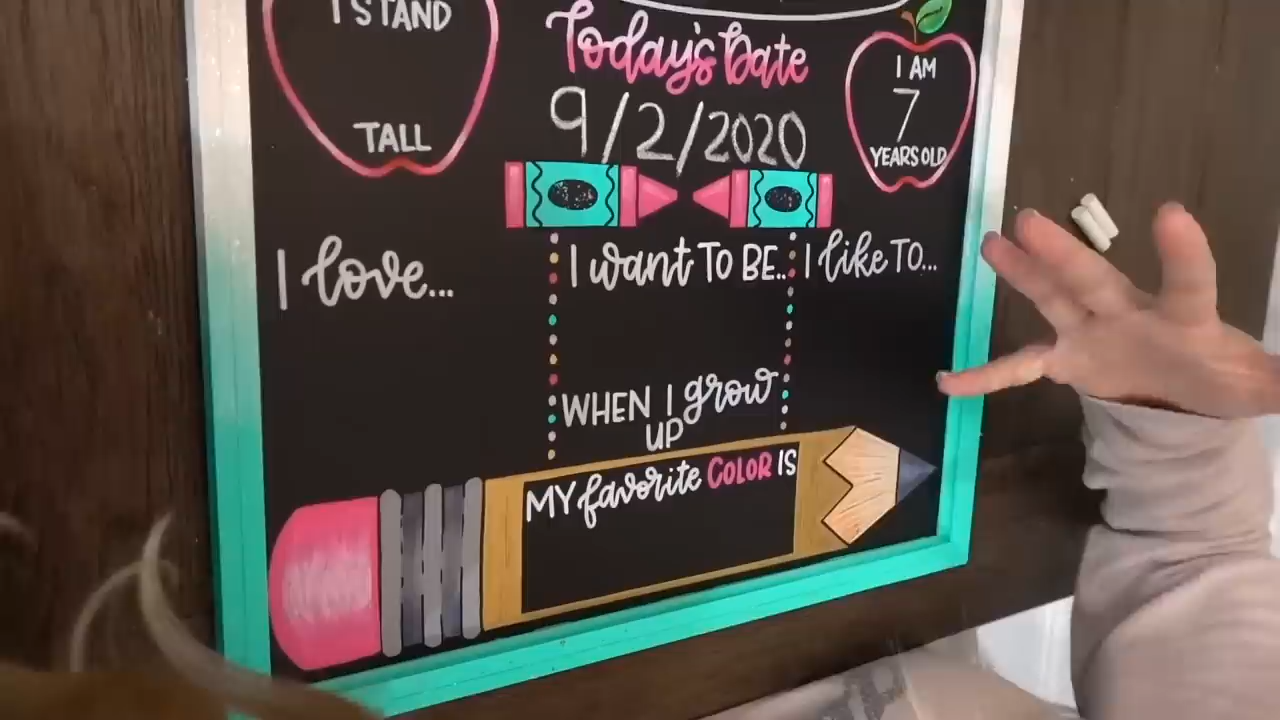 I STAND
TALL
Today's Date
9/2/2020
I AM
7
YEARS OLD
I love...
I want TO BE...
WHEN I grow
UP
I like TO...
MY favorite COLOR IS